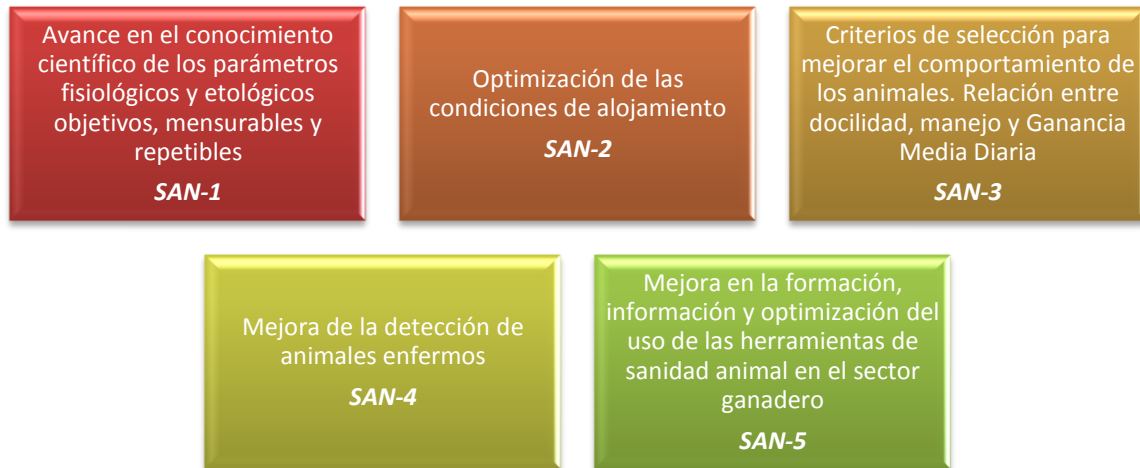 Avance en el conocimiento
científico de los parámetros
fisiológicos y etológicos
objetivos, mensurables y
repetibles
SAN-1
Optimización de las
condiciones de alojamiento
SAN-2
Criterios de selección para
mejorar el comportamiento de
los animales. Relación entre
docilidad, manejo y Ganancia
Media Diaria
SAN-3
Mejora de la detección de
animales enfermos
SAN-4
Mejora en la formación,
información y optimización del
uso de las herramientas de
sanidad animal en el sector
ganadero
SAN-5